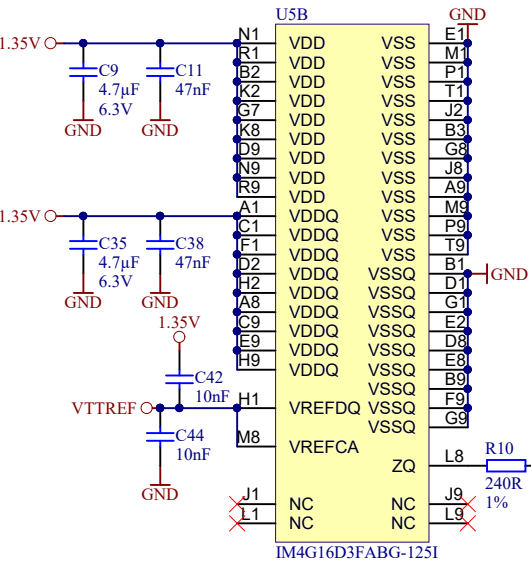 U5B
GND
1.35V
C9
4.7µF
6.3V
GND
C11
47nF
GND
N1 VDD VSS E1
R1 VDD VSS M1
B2 VDD VSS P1
K2 VDD VSS T1
G7 VDD VSS J2
K8 VDD VSS B3
D9 VDD VSS G8
N9 VDD VSS J8
R9 VDD VSS A9
1.35V
C35
4.7µF
6.3V
GND
C38
47nF
GND
A1 VDDQ VSS M9
C1 VDDQ VSS P9
F1 VDDQ VSS T9
D2 VDDQ VSSQ B1 GND
H2 VDDQ VSSQ D1
A8 VDDQ VSSQ G1
C9 VDDQ VSSQ E2
E9 VDDQ VSSQ D8
H9 VDDQ VSSQ E8
VSSQ B9
1.35V
C42
10nF
VTTREF
H1 VREFDQ VSSQ F9
VSSQ G9
C44
10nF
GND
M8 VREFCA
ZQ L8
R10
240R
1%
J1 NC NC J9
L1 NC NC L9
IM4G16D3FABG-125I